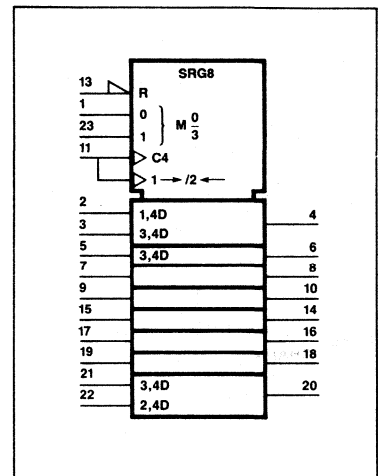 SRG8
13 R
1 0
M 0/3
23 1
11 C4
1 → /2 ←
2 1,4D 4
3 3,4D
5 3,4D 6
7 8
9 10
15 14
17 16
19 18
21 3,4D
20
22 2,4D